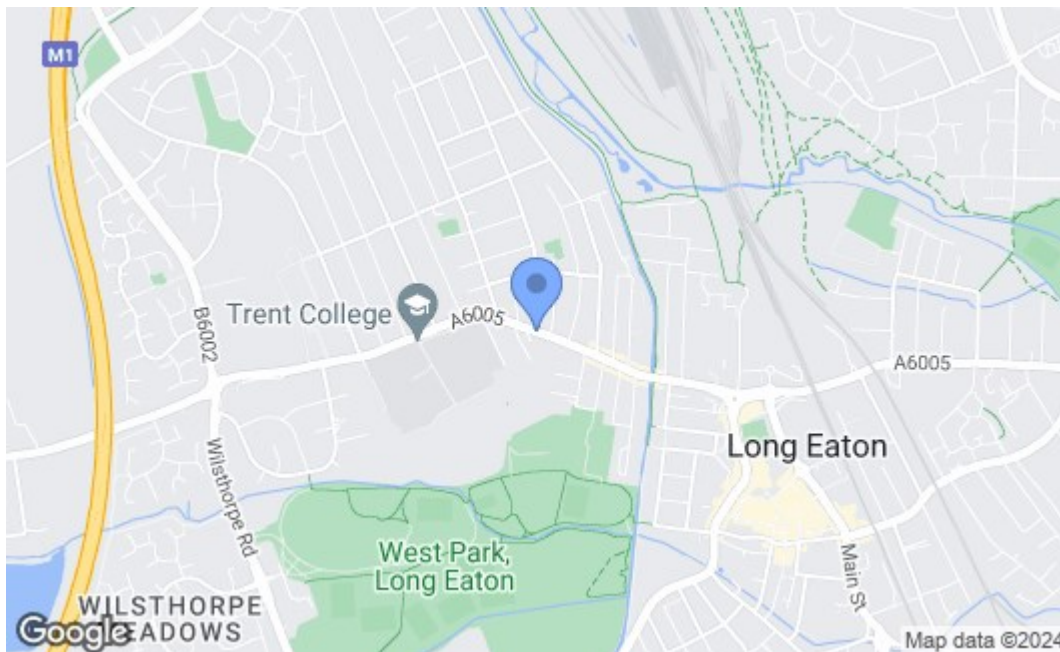 M1
Trent College
A6005
B6002
A6005
Long Eaton
Wilsthorpe Rd
West Park,
Long Eaton
Main St
WILSTHORPE
MEADOWS
Google
Map data ©2024